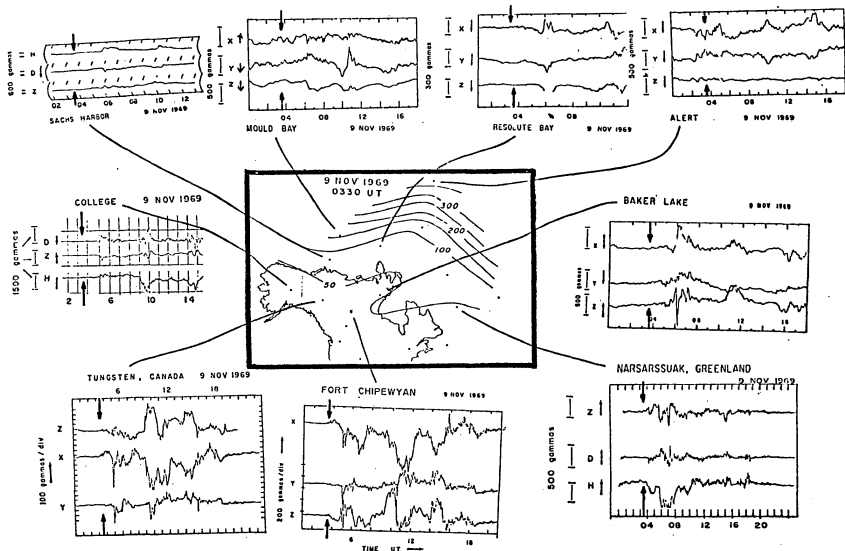 600 gammas
H
D
Z
02 04 06 08 10 12
SACHS HARBOR 9 NOV 1969
500 gammas
X
Y
Z
04 08 12 16
MOULD BAY 9 NOV 1969
300 gammas
X
Y
Z
04 08
RESOLUTE BAY 9 NOV 1969
500 gammas
X
Y
Z
04 08 12 16
ALERT 9 NOV 1969
COLLEGE 9 NOV 1969
1500 gammas
D
Z
H
2 6 10 14
9 NOV 1969
0330 UT
300
200
100
50
BAKER LAKE 9 NOV 1969
500 gammas
X
Y
Z
04 08 12 16
TUNGSTEN, CANADA 9 NOV 1969
6 12 18
100 gammas / div
Z
X
Y
FORT CHIPEWYAN 9 NOV 1969
200 gammas/div
X
Y
Z
6 12 18
TIME UT
NARSARSSUAK, GREENLAND
9 NOV 1969
500 gammas
Z
D
H
04 08 12 16 20